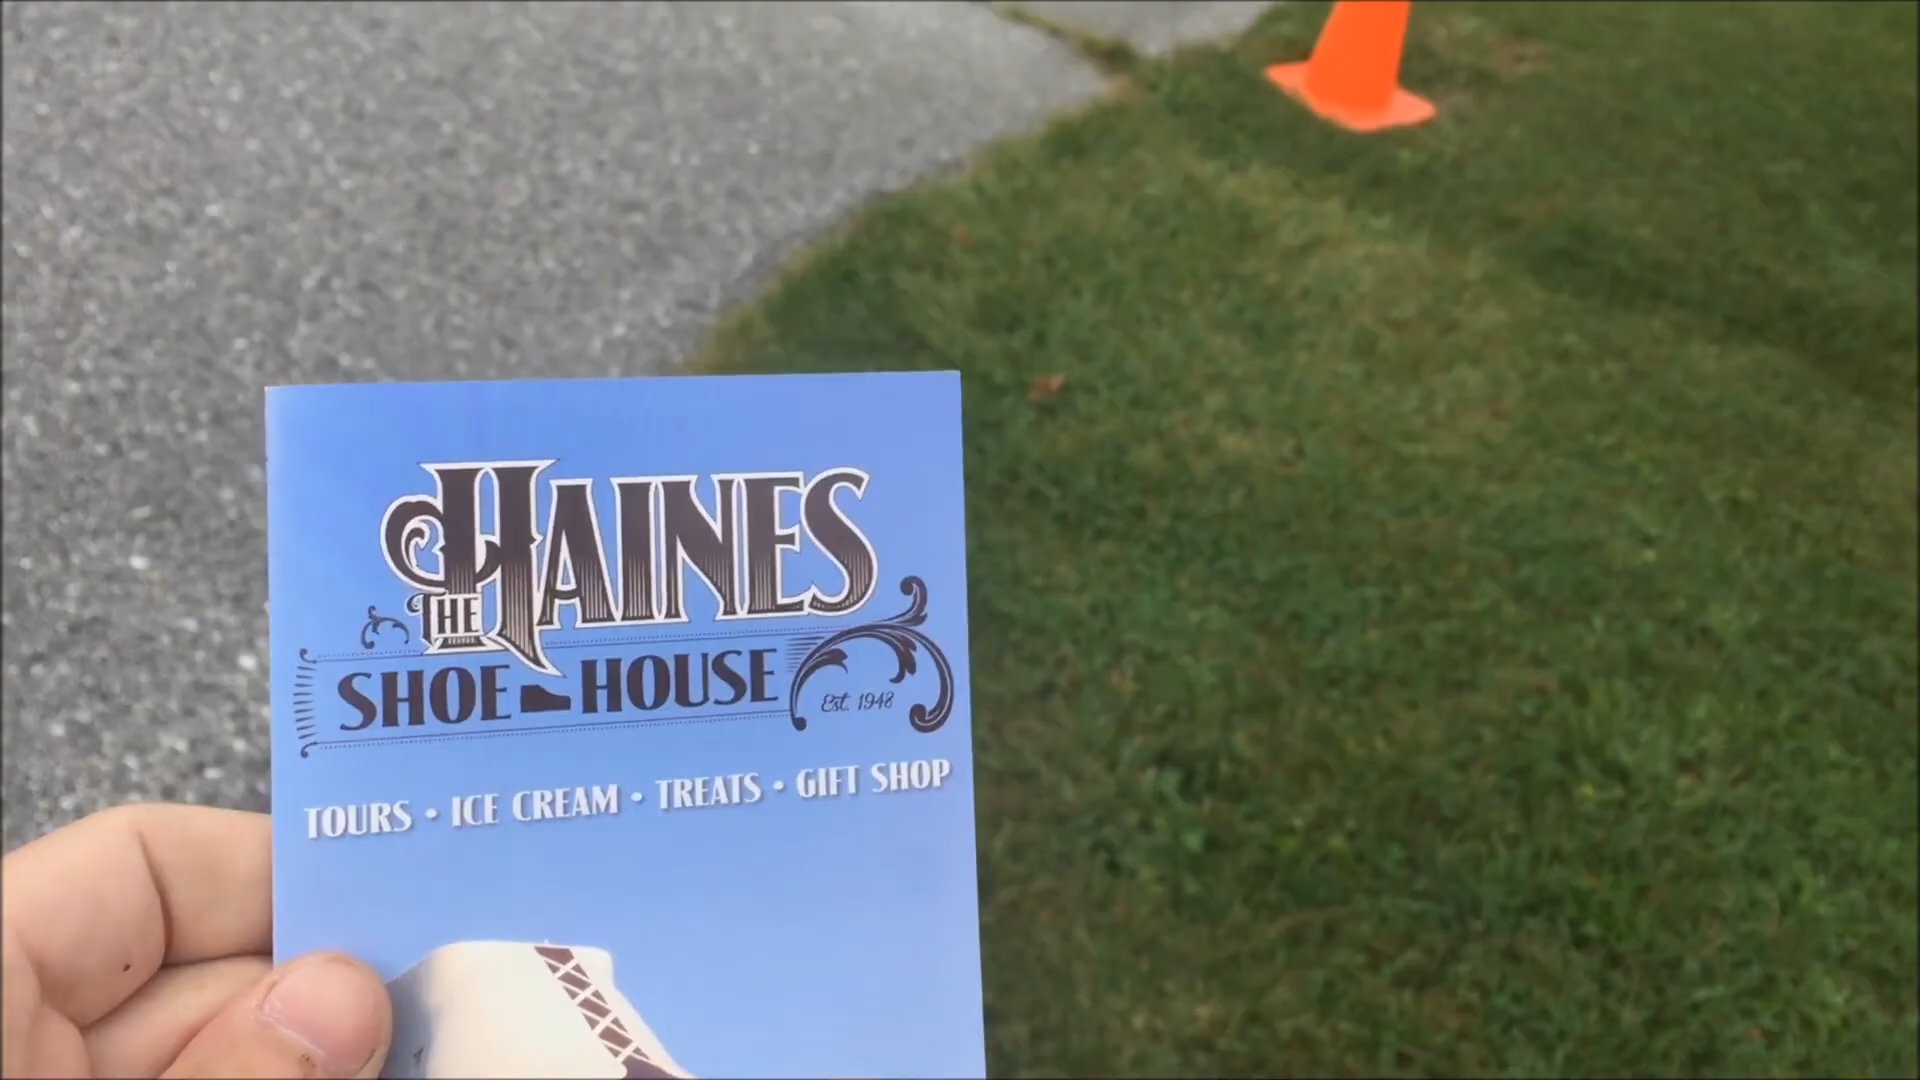 THE HAINES
SHOE HOUSE
Est. 1948
TOURS • ICE CREAM • TREATS • GIFT SHOP